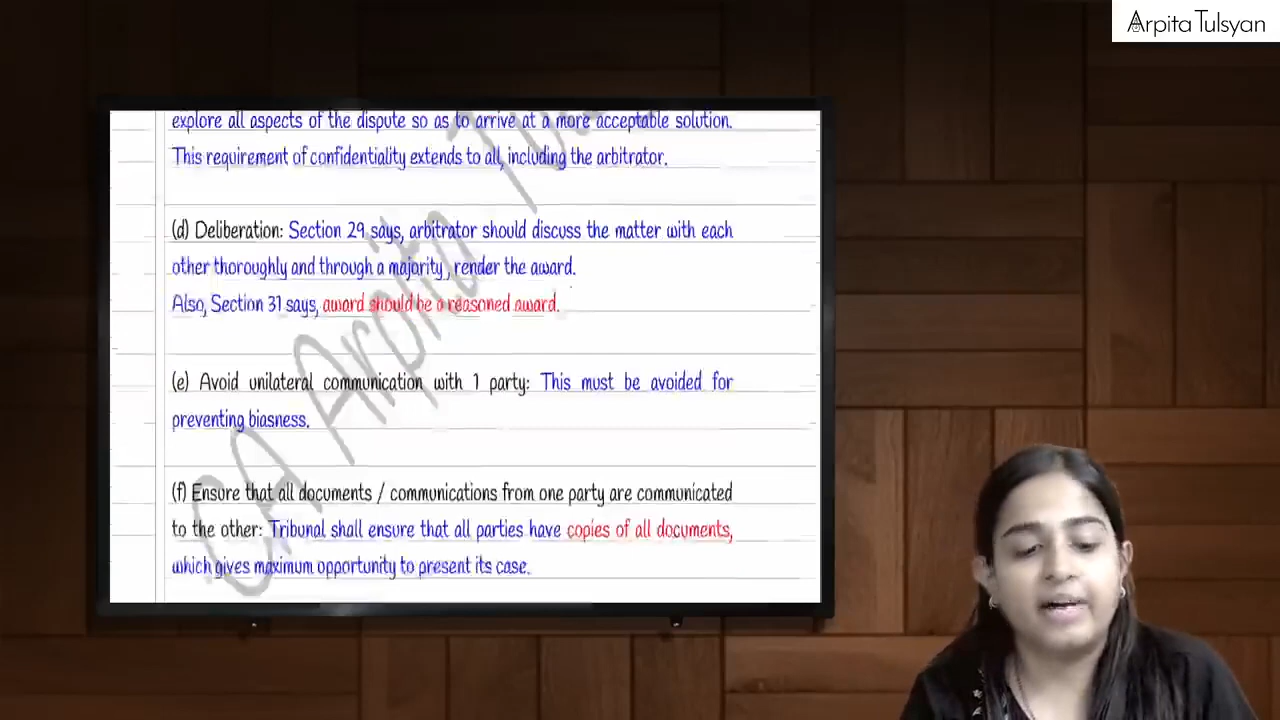 Arpita Tulsyan
explore all aspects of the dispute so as to arrive at a more acceptable solution.
This requirement of confidentiality extends to all, including the arbitrator.
(d) Deliberation: Section 29 says, arbitrator should discuss the matter with each
other thoroughly and through a majority, render the award.
Also, Section 31 says, award should be a reasoned award.
(e) Avoid unilateral communication with 1 party: This must be avoided for
preventing biasness.
(f) Ensure that all documents / communications from one party are communicated
to the other: Tribunal shall ensure that all parties have copies of all documents,
which gives maximum opportunity to present its case.
CA Arpita Tul